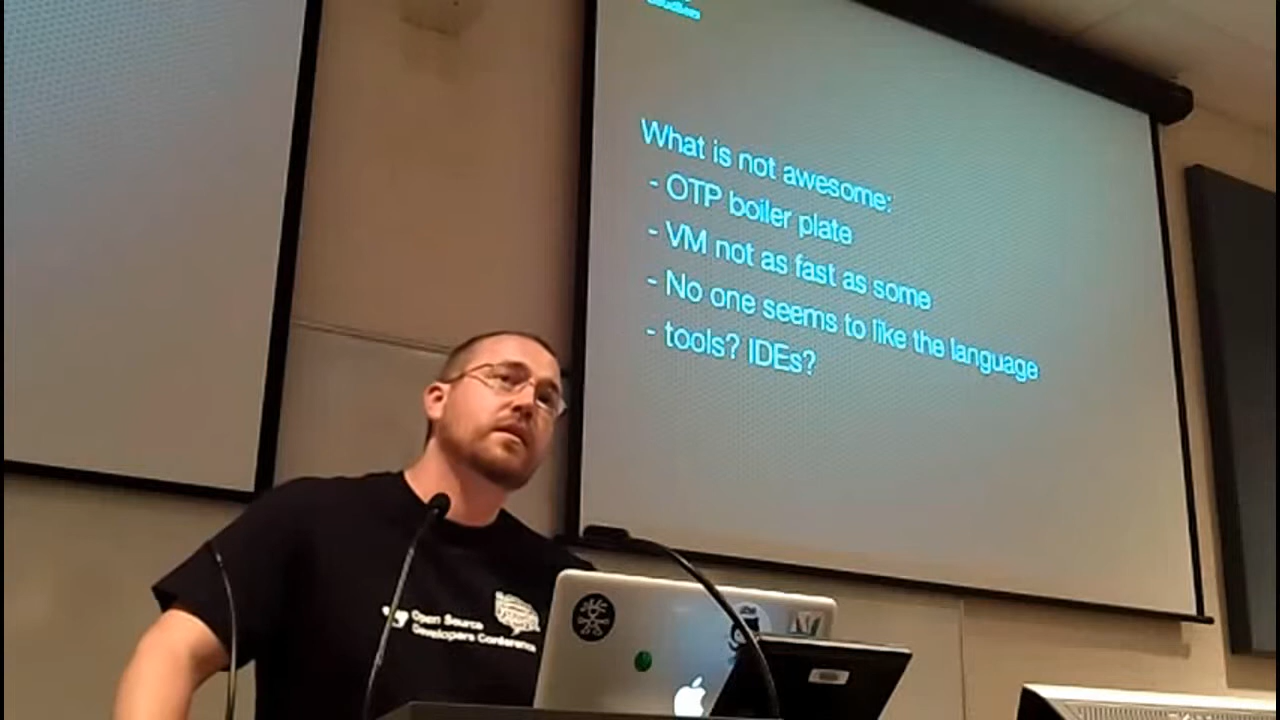 What is not awesome:
- OTP boiler plate
- VM not as fast as some
- No one seems to like the language
- tools? IDEs?
Open Source
Developers Conference